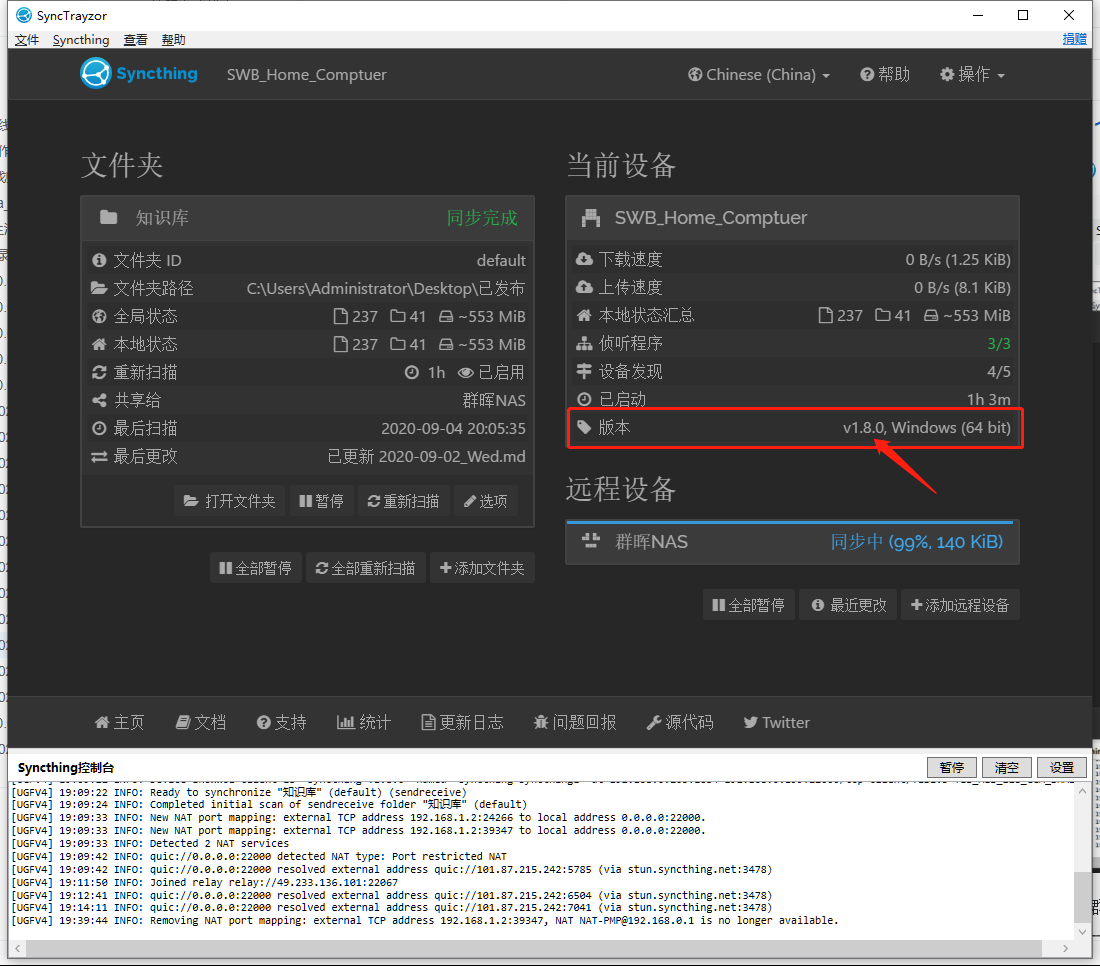 SyncTrayzor
文件 Syncthing 查看 帮助 捐赠
Syncthing SWB_Home_Comptuer Chinese (China) 帮助 操作
文件夹
知识库 同步完成
文件夹 ID default
文件夹路径 C:\Users\Administrator\Desktop\已发布
全局状态 237 41 ~553 MiB
本地状态 237 41 ~553 MiB
重新扫描 1h 已启用
共享给 群晖NAS
最后扫描 2020-09-04 20:05:35
最后更改 已更新 2020-09-02_Wed.md
打开文件夹 暂停 重新扫描 选项
全部暂停 全部重新扫描 添加文件夹
当前设备
SWB_Home_Comptuer
下载速度 0 B/s (1.25 KiB)
上传速度 0 B/s (8.1 KiB)
本地状态汇总 237 41 ~553 MiB
侦听程序 3/3
设备发现 4/5
已启动 1h 3m
版本 v1.8.0, Windows (64 bit)
远程设备
群晖NAS 同步中 (99%, 140 KiB)
全部暂停 最近更改 添加远程设备
主页 文档 支持 统计 更新日志 问题回报 源代码 Twitter
Syncthing控制台 暂停 清空 设置
[UGFV4] 19:09:22 INFO: Ready to synchronize "知识库" (default) (sendreceive)
[UGFV4] 19:09:24 INFO: Completed initial scan of sendreceive folder "知识库" (default)
[UGFV4] 19:09:33 INFO: New NAT port mapping: external TCP address 192.168.1.2:24266 to local address 0.0.0.0:22000.
[UGFV4] 19:09:33 INFO: New NAT port mapping: external TCP address 192.168.1.2:39347 to local address 0.0.0.0:22000.
[UGFV4] 19:09:33 INFO: Detected 2 NAT services
[UGFV4] 19:09:42 INFO: quic://0.0.0.0:22000 detected NAT type: Port restricted NAT
[UGFV4] 19:09:42 INFO: quic://0.0.0.0:22000 resolved external address quic://101.87.215.242:5785 (via stun.syncthing.net:3478)
[UGFV4] 19:11:50 INFO: Joined relay relay://49.233.136.101:22067
[UGFV4] 19:12:41 INFO: quic://0.0.0.0:22000 resolved external address quic://101.87.215.242:6504 (via stun.syncthing.net:3478)
[UGFV4] 19:14:11 INFO: quic://0.0.0.0:22000 resolved external address quic://101.87.215.242:7041 (via stun.syncthing.net:3478)
[UGFV4] 19:39:44 INFO: Removing NAT port mapping: external TCP address 192.168.1.2:39347, NAT NAT-PMP@192.168.0.1 is no longer available.